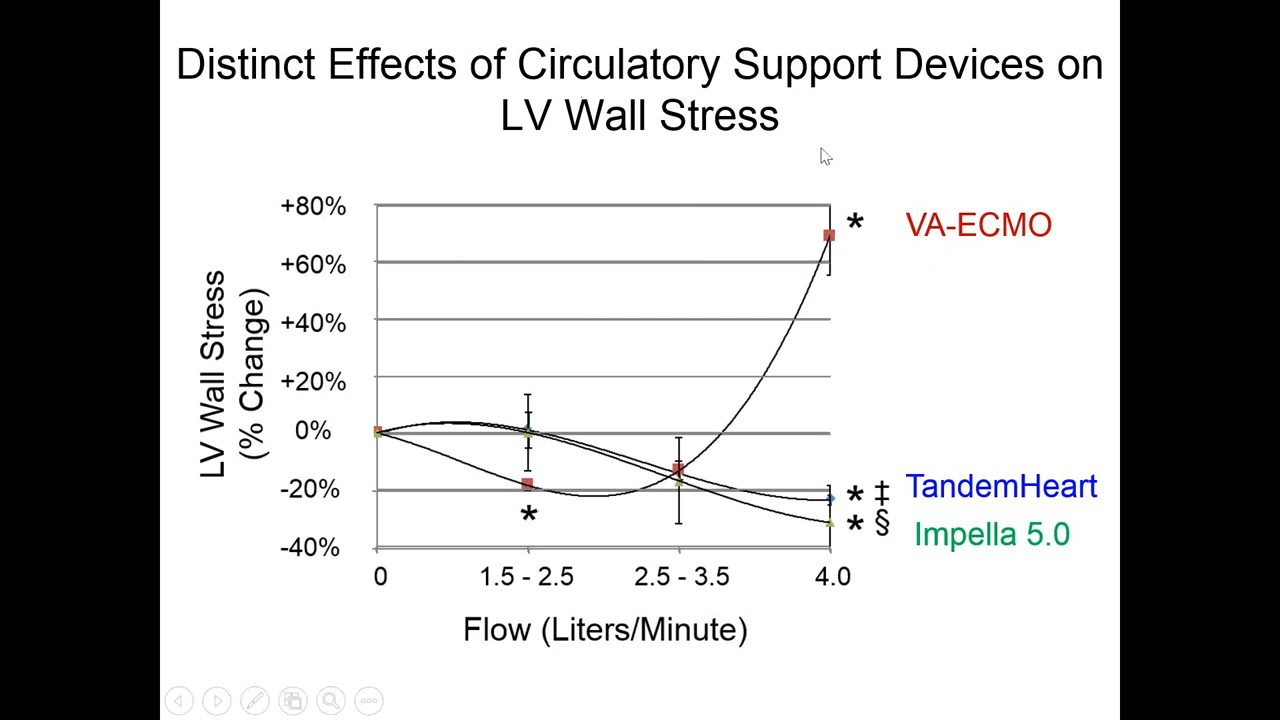 Distinct Effects of Circulatory Support Devices on
LV Wall Stress
+80%
+60%
+40%
+20%
0%
-20%
-40%
LV Wall Stress
(% Change)
0
1.5 - 2.5
2.5 - 3.5
4.0
Flow (Liters/Minute)
*
* VA-ECMO
* ‡ TandemHeart
* § Impella 5.0